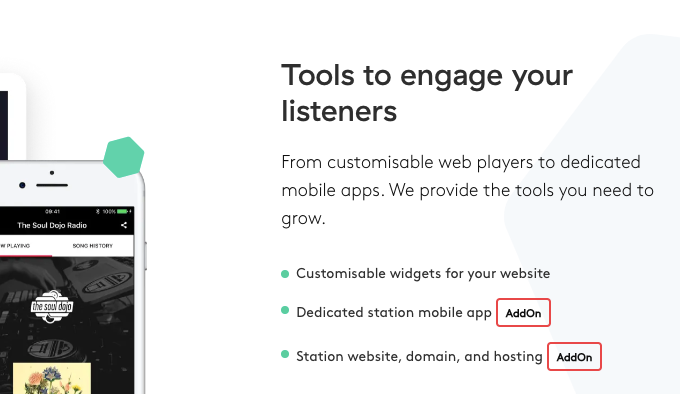 Tools to engage your
listeners
From customisable web players to dedicated
mobile apps. We provide the tools you need to
grow.
Customisable widgets for your website
Dedicated station mobile app AddOn
Station website, domain, and hosting AddOn
09:41 100%
The Soul Dojo Radio
W PLAYING SONG HISTORY
the soul dojo